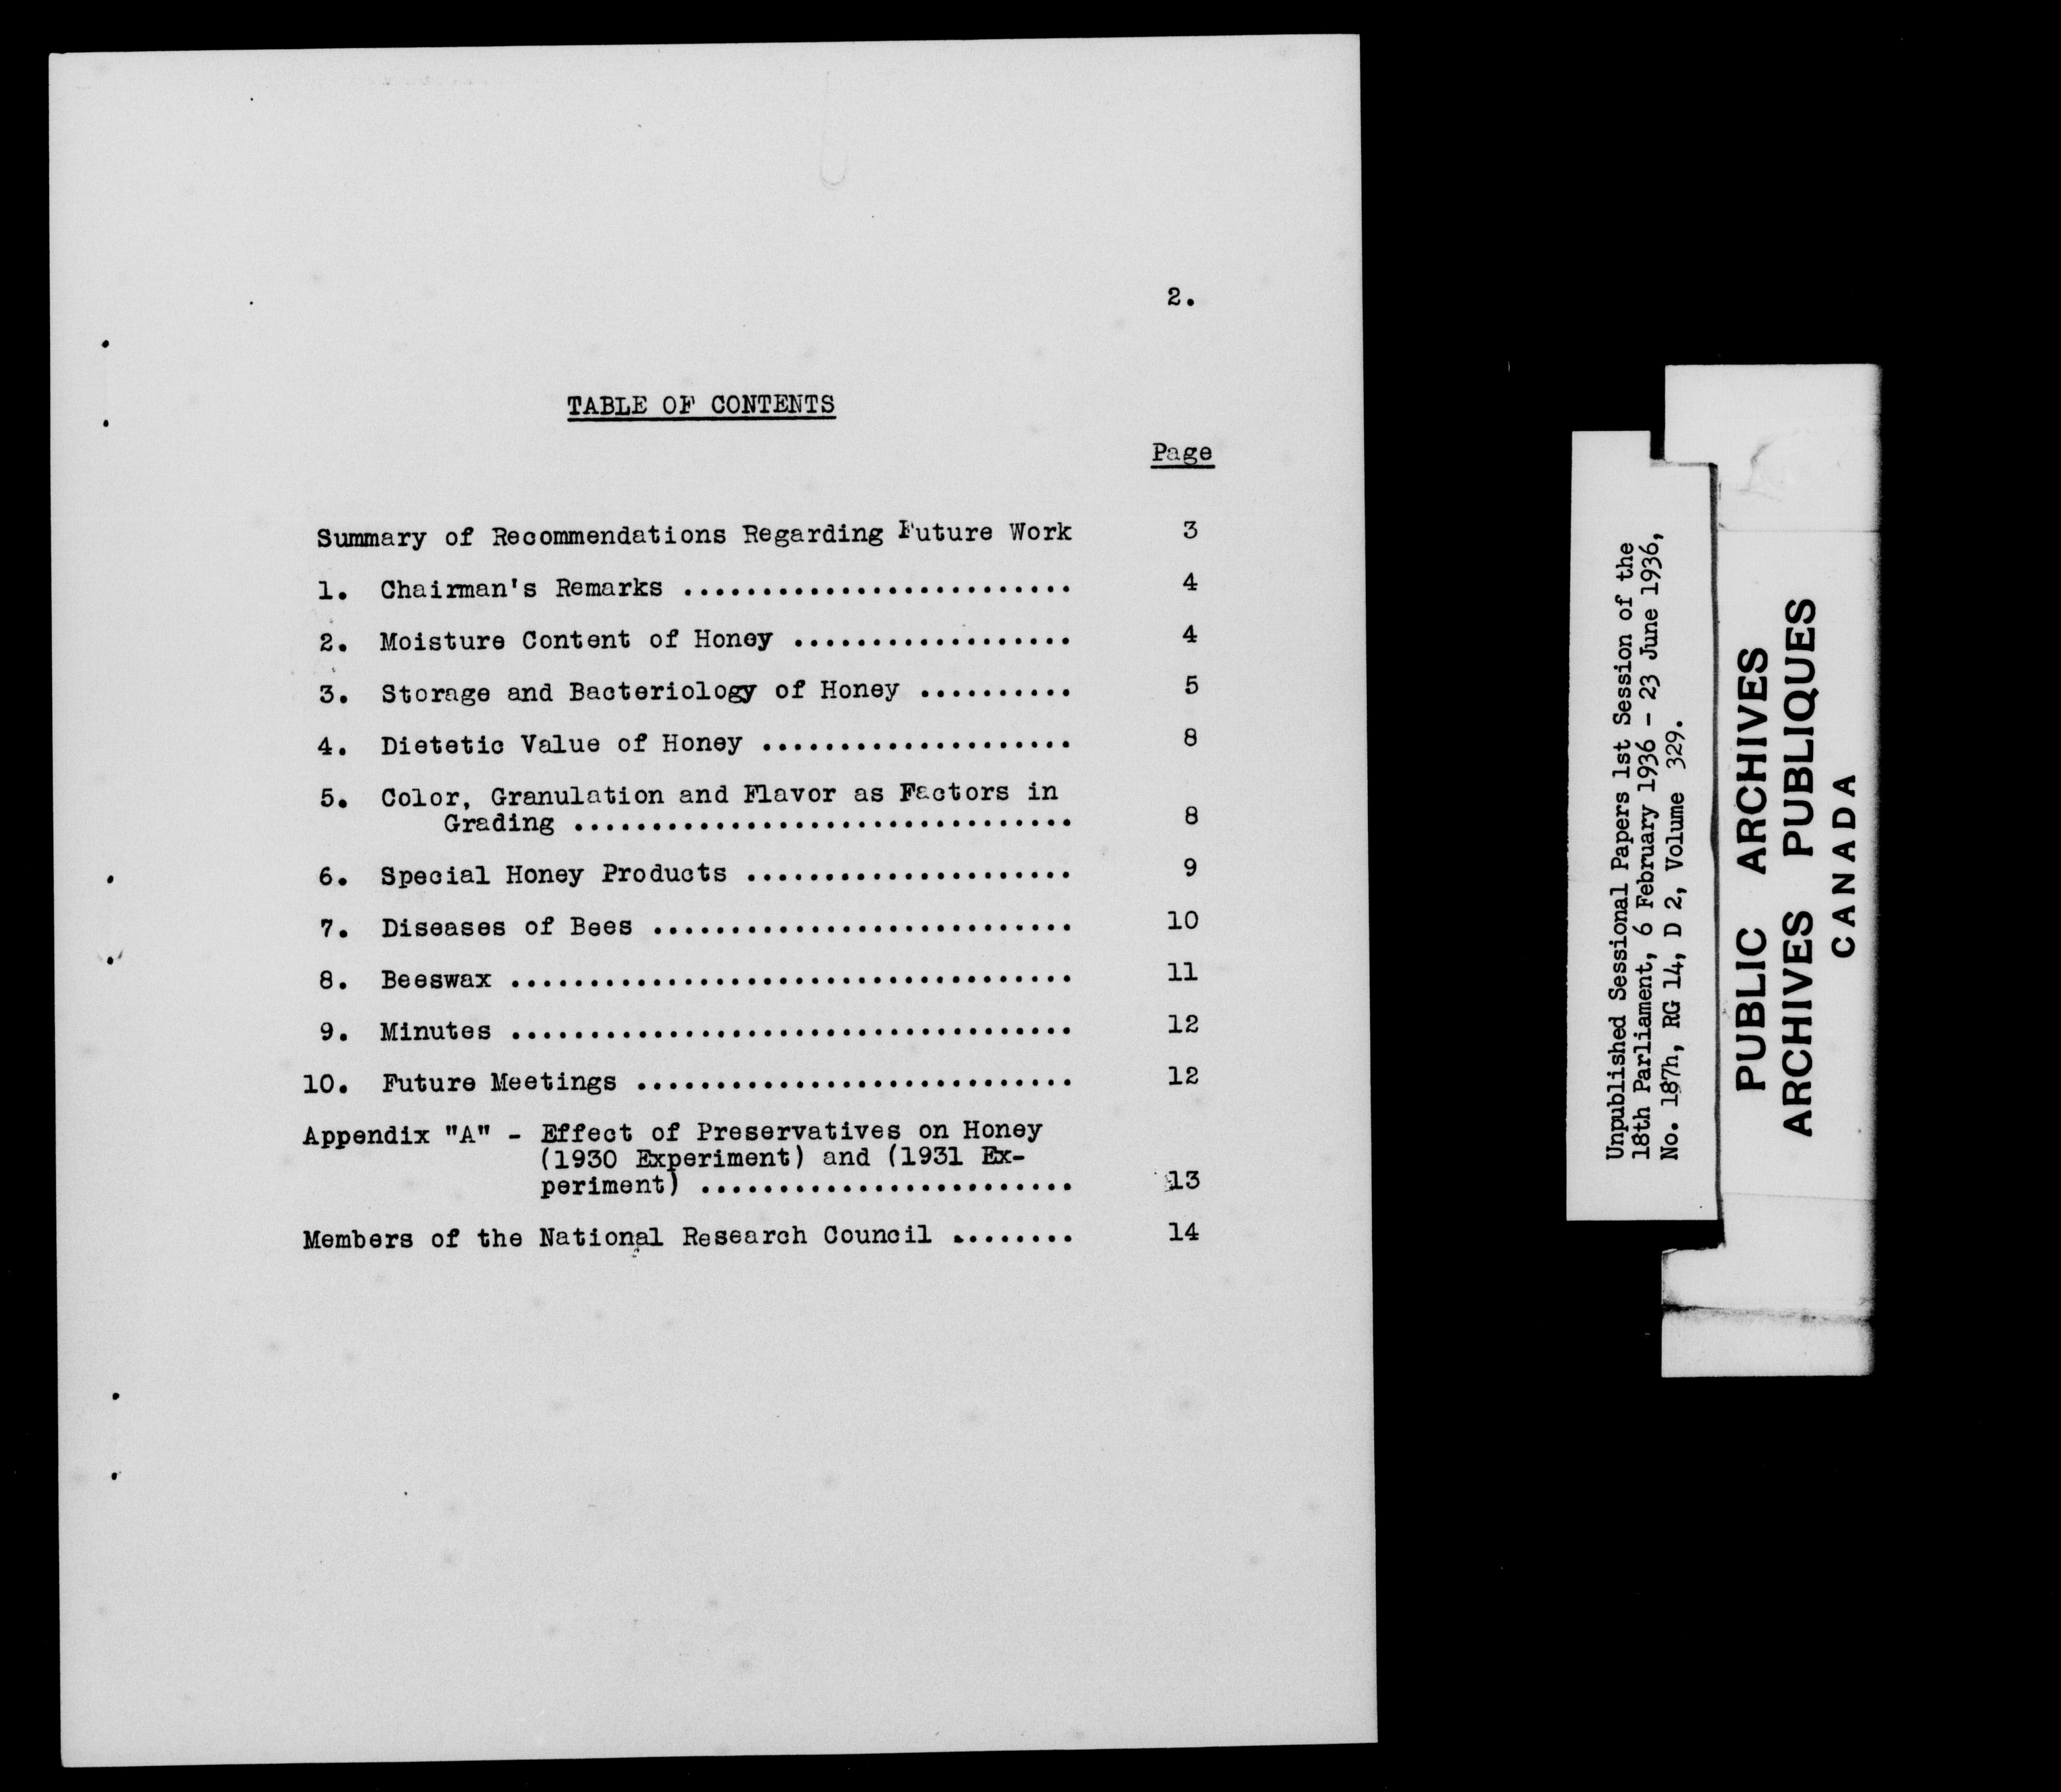 2.
TABLE OF CONTENTS
Page
Summary of Recommendations Regarding Future Work 3
1. Chairman's Remarks ......................... 4
2. Moisture Content of Honey .................. 4
3. Storage and Bacteriology of Honey .......... 5
4. Dietetic Value of Honey .................... 8
5. Color, Granulation and Flavor as Factors in
Grading ................................ 8
6. Special Honey Products ..................... 9
7. Diseases of Bees ........................... 10
8. Beeswax .................................... 11
9. Minutes .................................... 12
10. Future Meetings ............................ 12
Appendix "A" - Effect of Preservatives on Honey
(1930 Experiment) and (1931 Ex-
periment) ........................ 13
Members of the National Research Council ........ 14
Unpublished Sessional Papers 1st Session of the
18th Parliament, 6 February 1936 - 23 June 1936,
No. 187h, RG 14, D 2, Volume 329.
PUBLIC ARCHIVES
ARCHIVES PUBLIQUES
CANADA